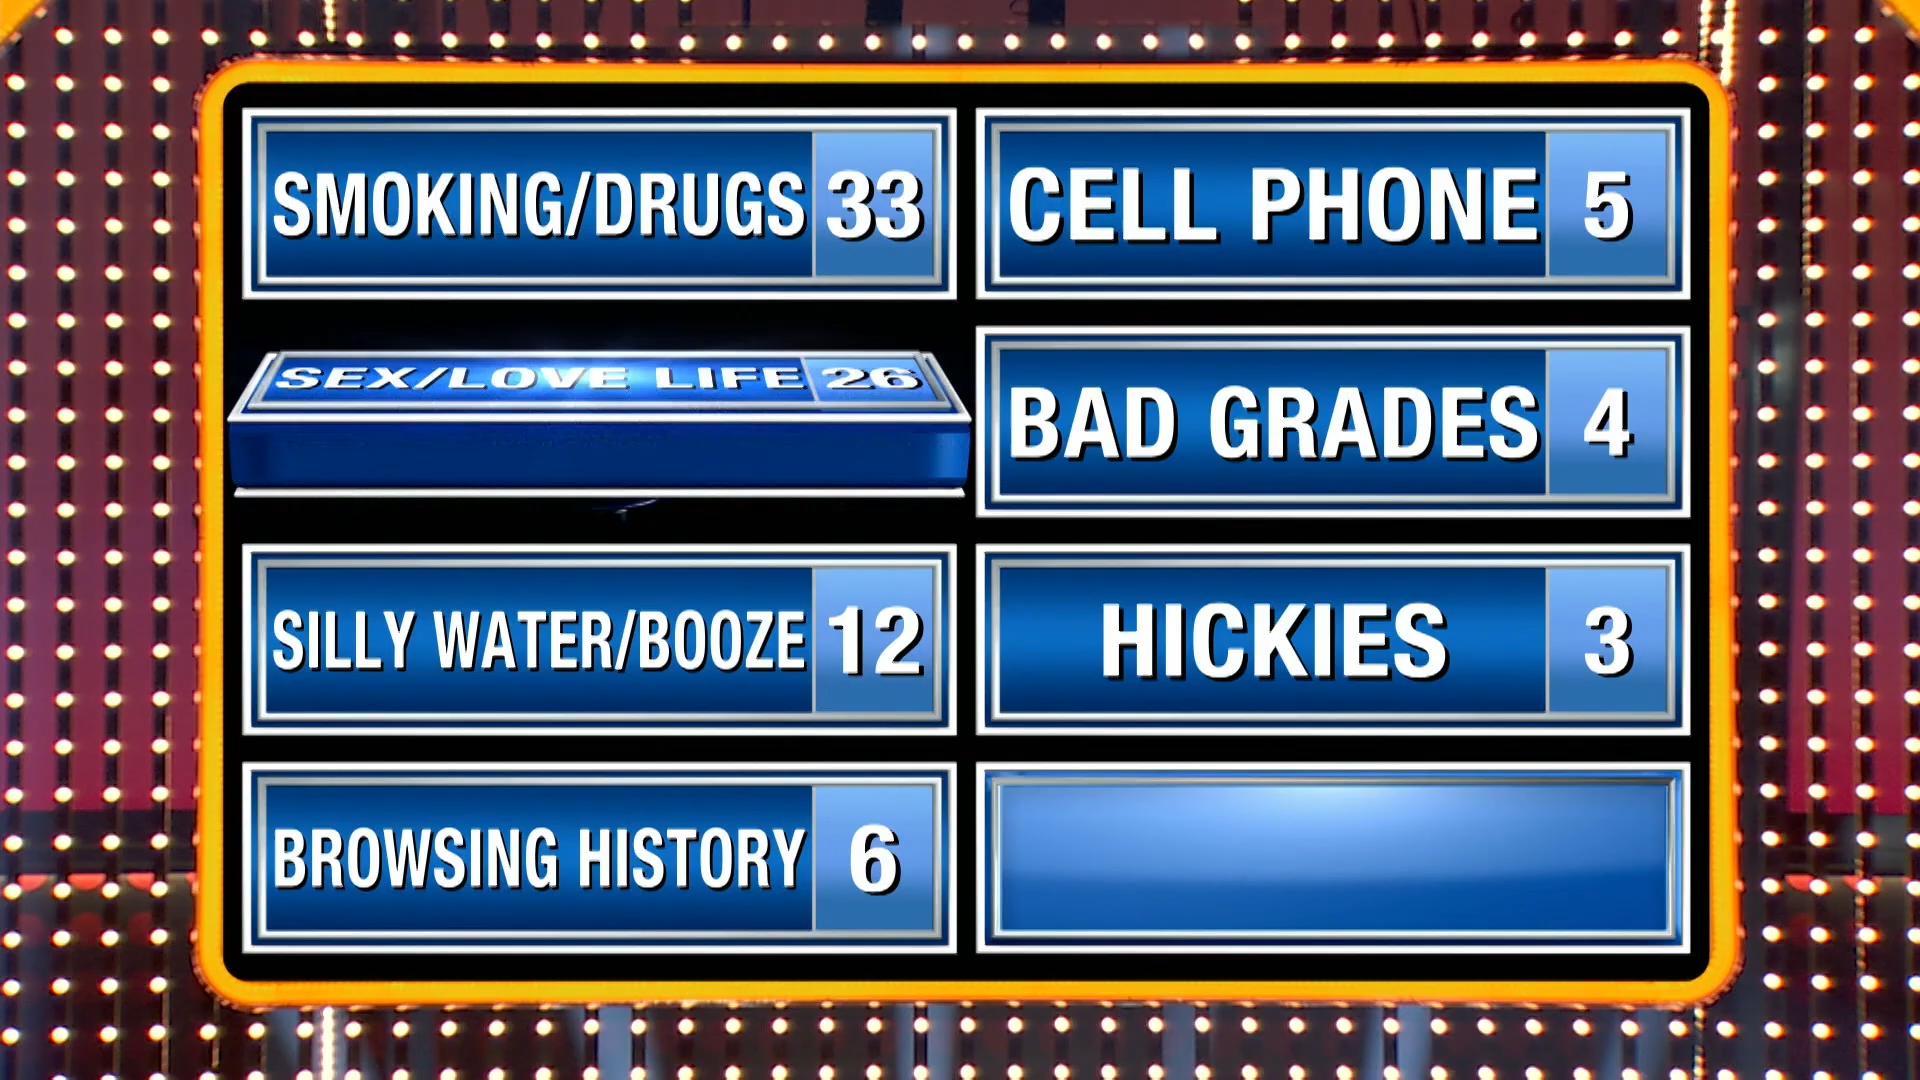 SMOKING/DRUGS 33
SEX/LOVE LIFE 26
SILLY WATER/BOOZE 12
BROWSING HISTORY 6
CELL PHONE 5
BAD GRADES 4
HICKIES 3